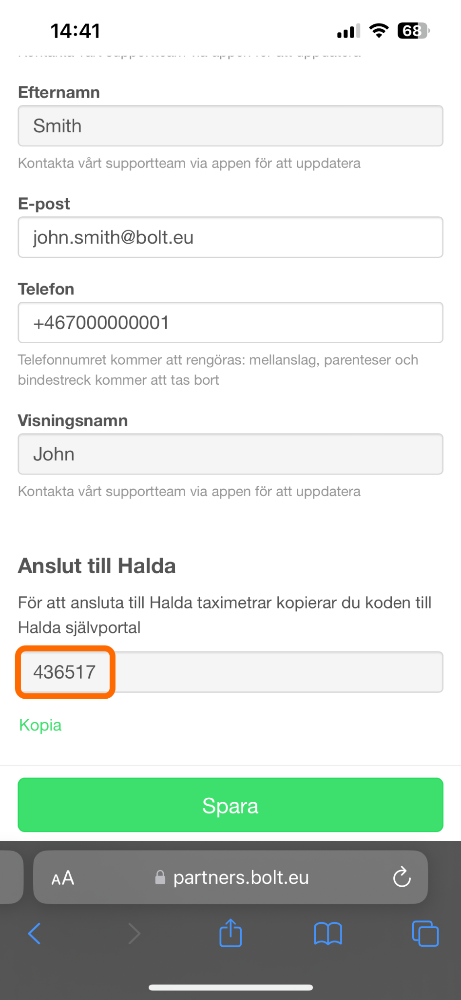 14:41
68
Efternamn
Smith
Kontakta vårt supportteam via appen för att uppdatera
E-post
john.smith@bolt.eu
Telefon
+467000000001
Telefonnumret kommer att rengöras: mellanslag, parenteser och
bindestreck kommer att tas bort
Visningsnamn
John
Kontakta vårt supportteam via appen för att uppdatera
Anslut till Halda
För att ansluta till Halda taximetrar kopierar du koden till
Halda självportal
436517
Kopia
Spara
AA
partners.bolt.eu